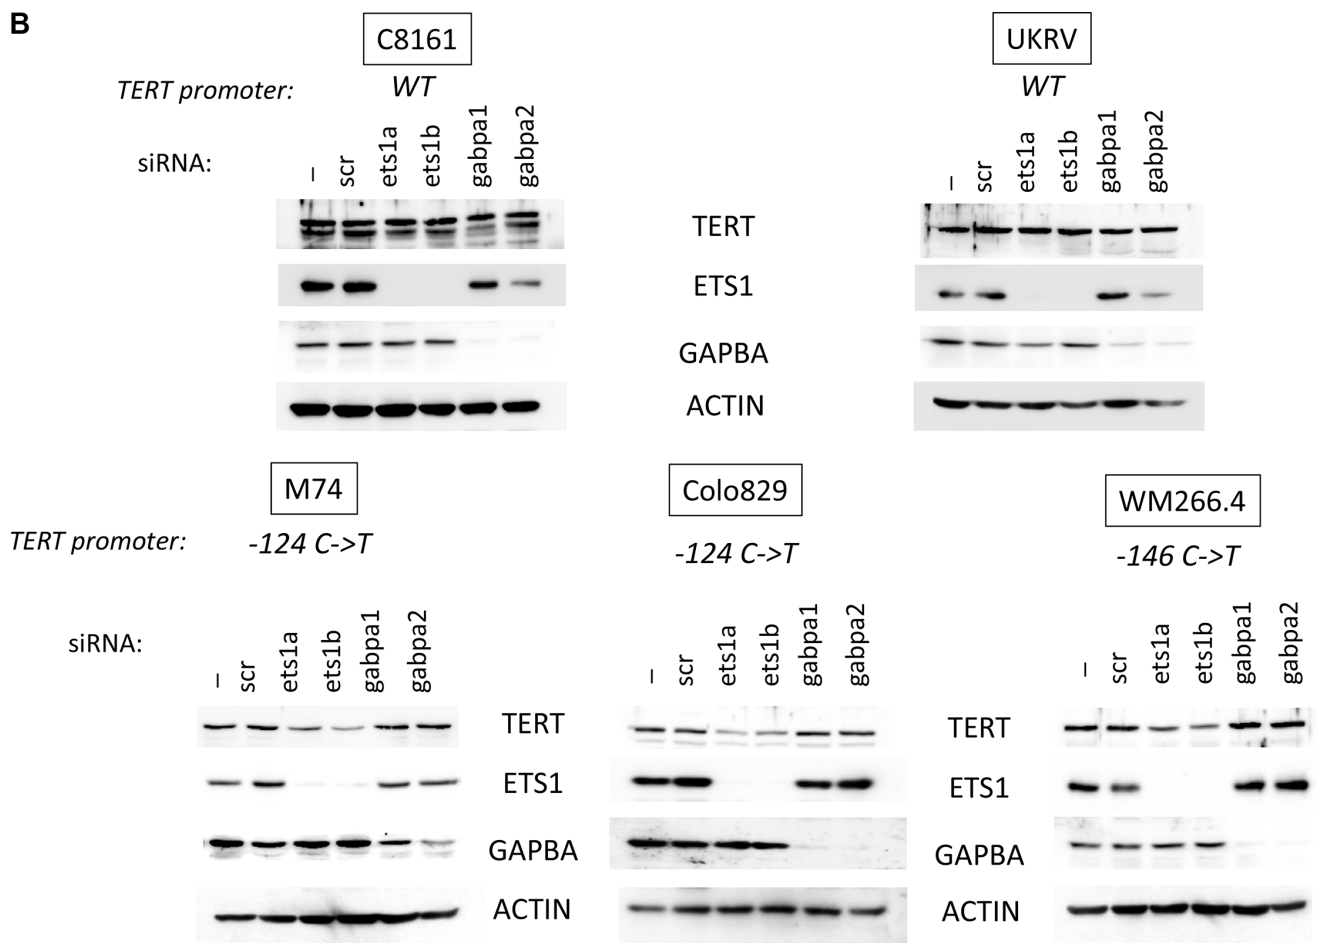 B
C8161
UKRV
TERT promoter:
WT
WT
siRNA:
–
scr
ets1a
ets1b
gabpa1
gabpa2
–
scr
ets1a
ets1b
gabpa1
gabpa2
TERT
ETS1
GAPBA
ACTIN
M74
Colo829
WM266.4
TERT promoter:
-124 C->T
-124 C->T
-146 C->T
siRNA:
–
scr
ets1a
ets1b
gabpa1
gabpa2
–
scr
ets1a
ets1b
gabpa1
gabpa2
–
scr
ets1a
ets1b
gabpa1
gabpa2
TERT
TERT
ETS1
ETS1
GAPBA
GAPBA
ACTIN
ACTIN